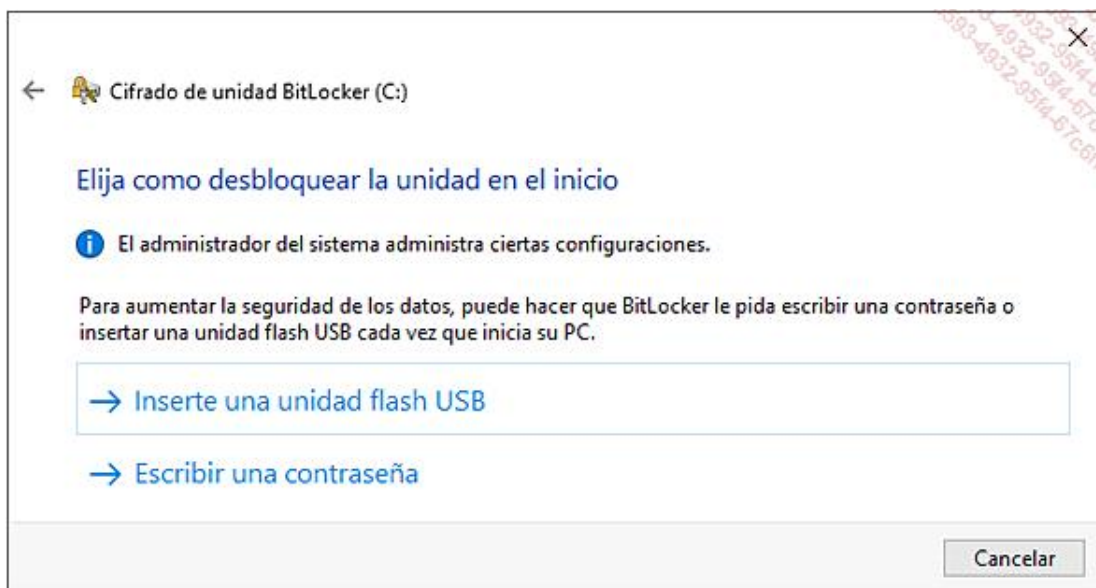 Cifrado de unidad BitLocker (C:)
Elija como desbloquear la unidad en el inicio
El administrador del sistema administra ciertas configuraciones.
Para aumentar la seguridad de los datos, puede hacer que BitLocker le pida escribir una contraseña o
insertar una unidad flash USB cada vez que inicia su PC.
Inserte una unidad flash USB
Escribir una contraseña
Cancelar